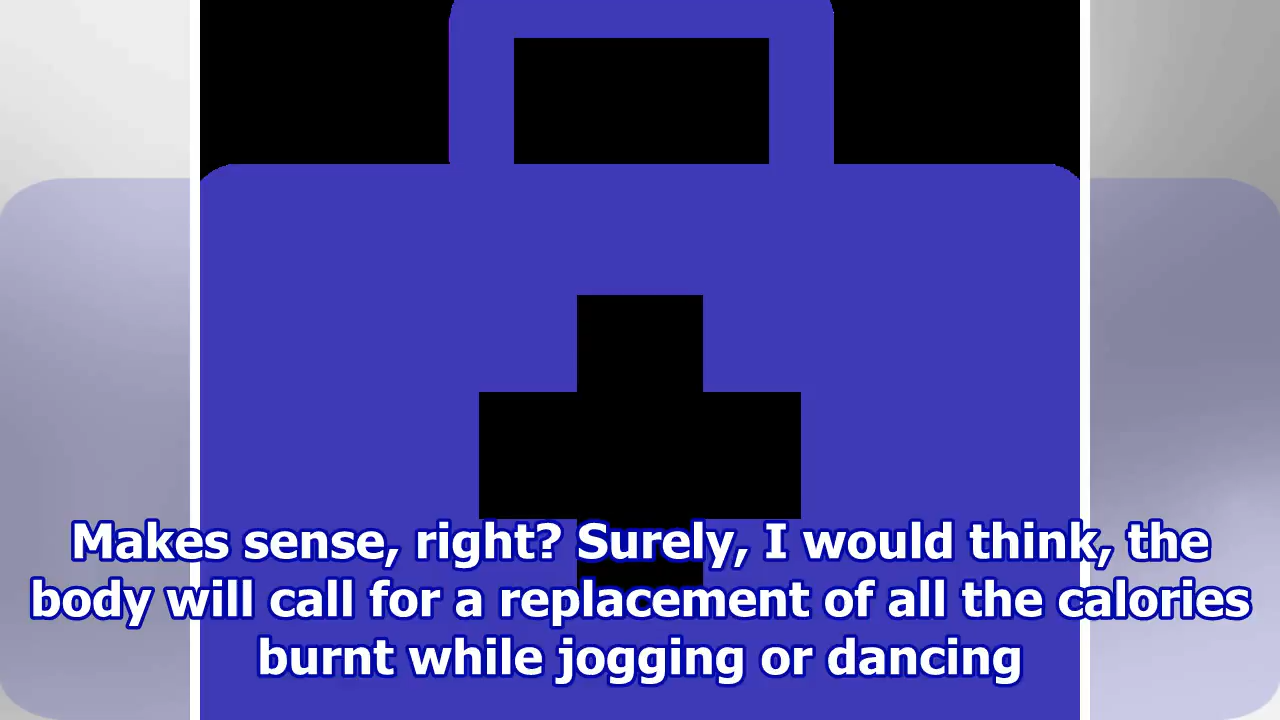 Makes sense, right? Surely, I would think, the
body will call for a replacement of all the calories
burnt while jogging or dancing